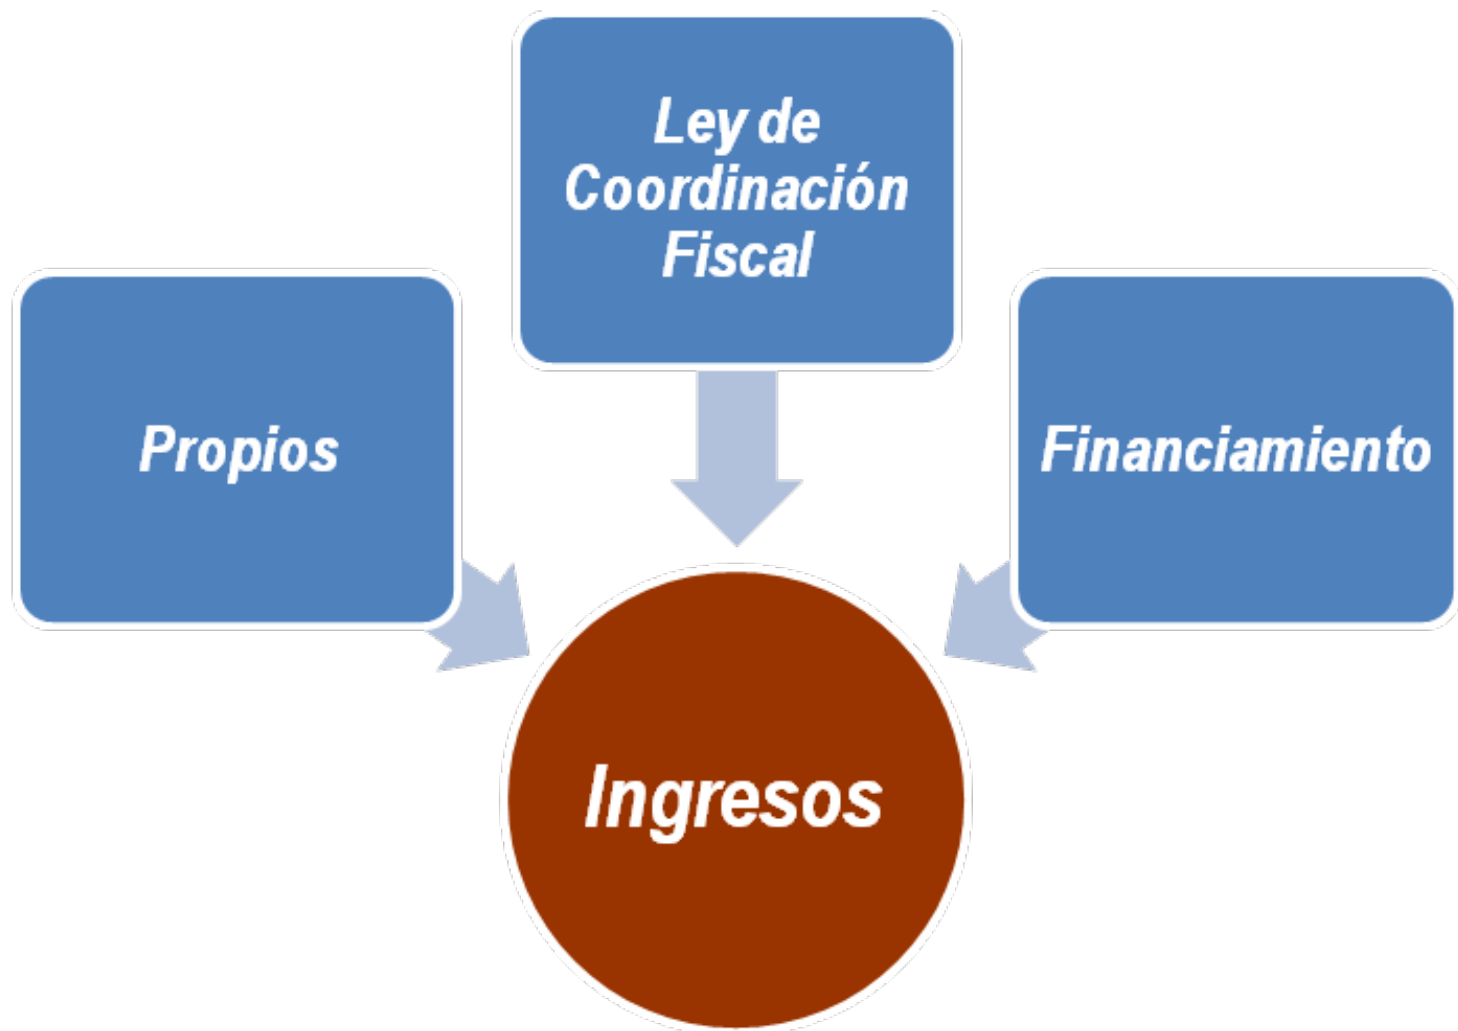 Ley de
Coordinación
Fiscal
Propios
Financiamiento
Ingresos